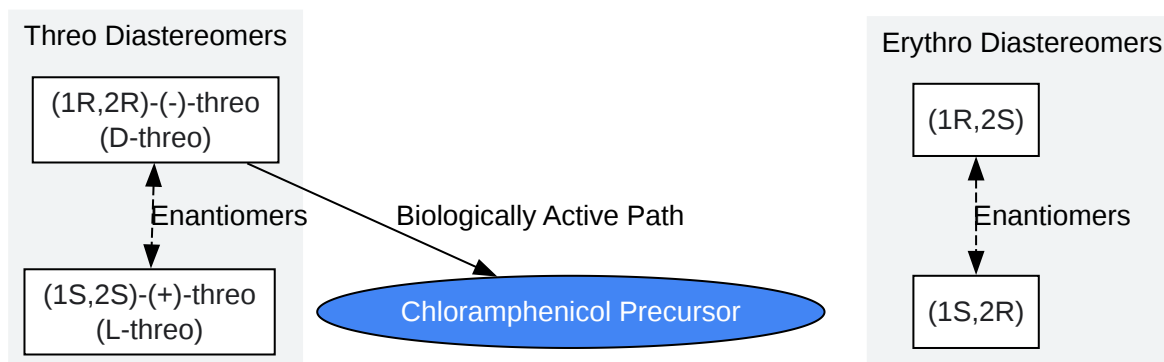 Threo Diastereomers
(1R,2R)-(-)-threo
(D-threo)
Enantiomers
(1S,2S)-(+)-threo
(L-threo)
Biologically Active Path
Chloramphenicol Precursor
Erythro Diastereomers
(1R,2S)
Enantiomers
(1S,2R)